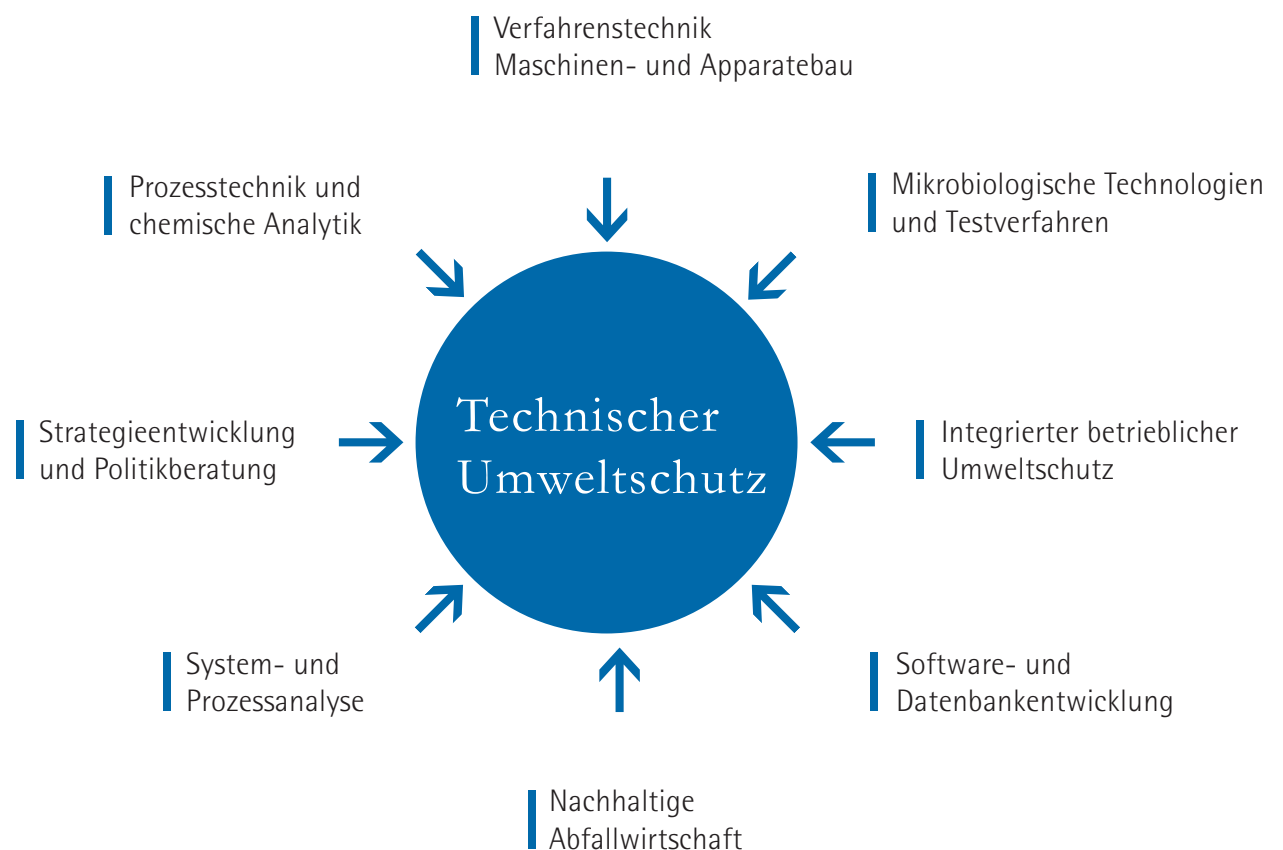 Verfahrenstechnik
Maschinen- und Apparatebau
Prozesstechnik und
chemische Analytik
Mikrobiologische Technologien
und Testverfahren
Strategieentwicklung
und Politikberatung
Technischer
Umweltschutz
Integrierter betrieblicher
Umweltschutz
System- und
Prozessanalyse
Software- und
Datenbankentwicklung
Nachhaltige
Abfallwirtschaft